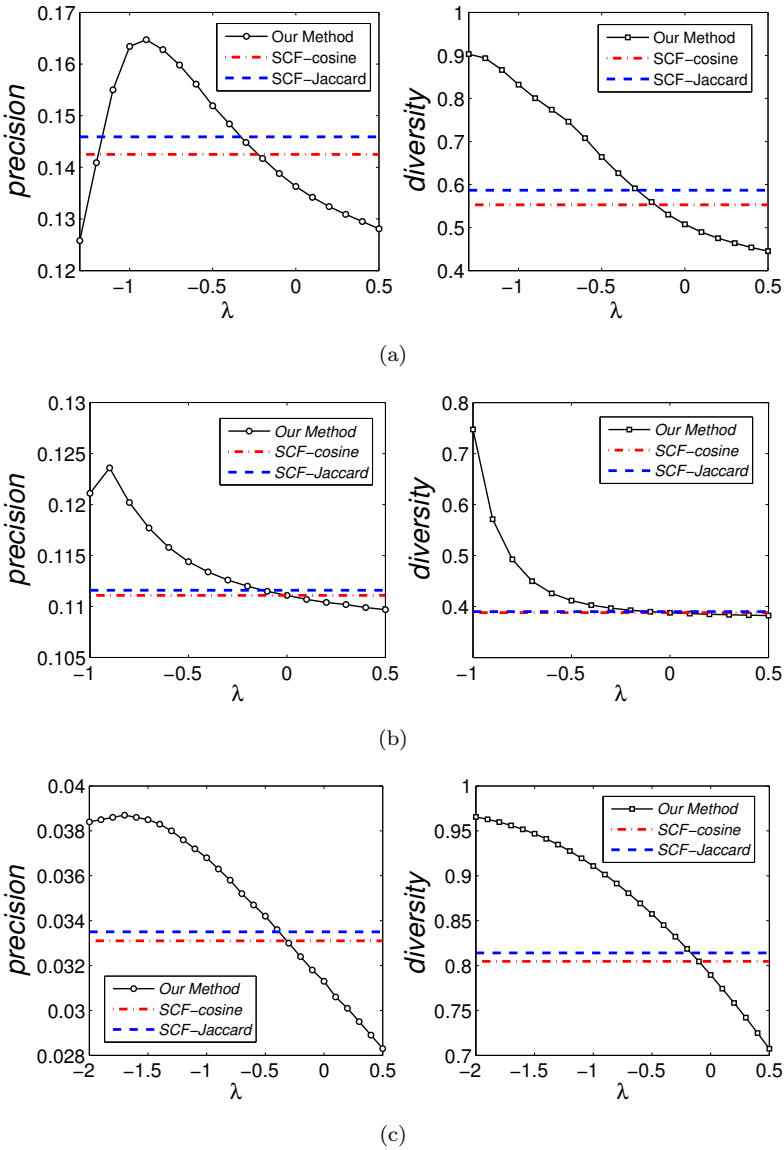 0.17
0.16
0.15
0.14
0.13
0.12
−1
−0.5
0
0.5
precision
λ
Our Method
SCF−cosine
SCF−Jaccard
1
0.9
0.8
0.7
0.6
0.5
0.4
−1
−0.5
0
0.5
diversity
λ
Our Method
SCF−cosine
SCF−Jaccard
(a)
0.13
0.125
0.12
0.115
0.11
0.105
−1
−0.5
0
0.5
precision
λ
Our Method
SCF−cosine
SCF−Jaccard
0.8
0.7
0.6
0.5
0.4
−1
−0.5
0
0.5
diversity
λ
Our Method
SCF−cosine
SCF−Jaccard
(b)
0.04
0.038
0.036
0.034
0.032
0.03
0.028
−2
−1.5
−1
−0.5
0
0.5
precision
λ
Our Method
SCF−cosine
SCF−Jaccard
1
0.95
0.9
0.85
0.8
0.75
0.7
−2
−1.5
−1
−0.5
0
0.5
diversity
λ
Our Method
SCF−cosine
SCF−Jaccard
(c)